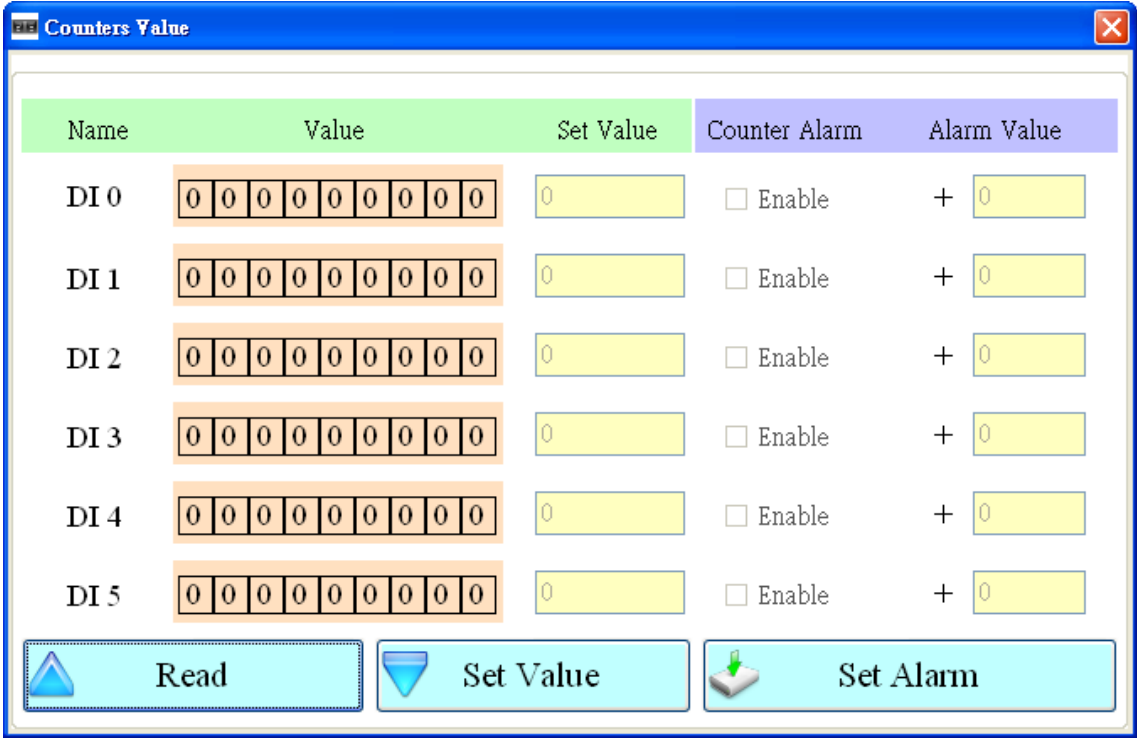 Counters Value
Name Value Set Value Counter Alarm Alarm Value
DI 0 0 0 0 0 0 0 0 0 0 0 Enable + 0
DI 1 0 0 0 0 0 0 0 0 0 0 Enable + 0
DI 2 0 0 0 0 0 0 0 0 0 0 Enable + 0
DI 3 0 0 0 0 0 0 0 0 0 0 Enable + 0
DI 4 0 0 0 0 0 0 0 0 0 0 Enable + 0
DI 5 0 0 0 0 0 0 0 0 0 0 Enable + 0
Read Set Value Set Alarm